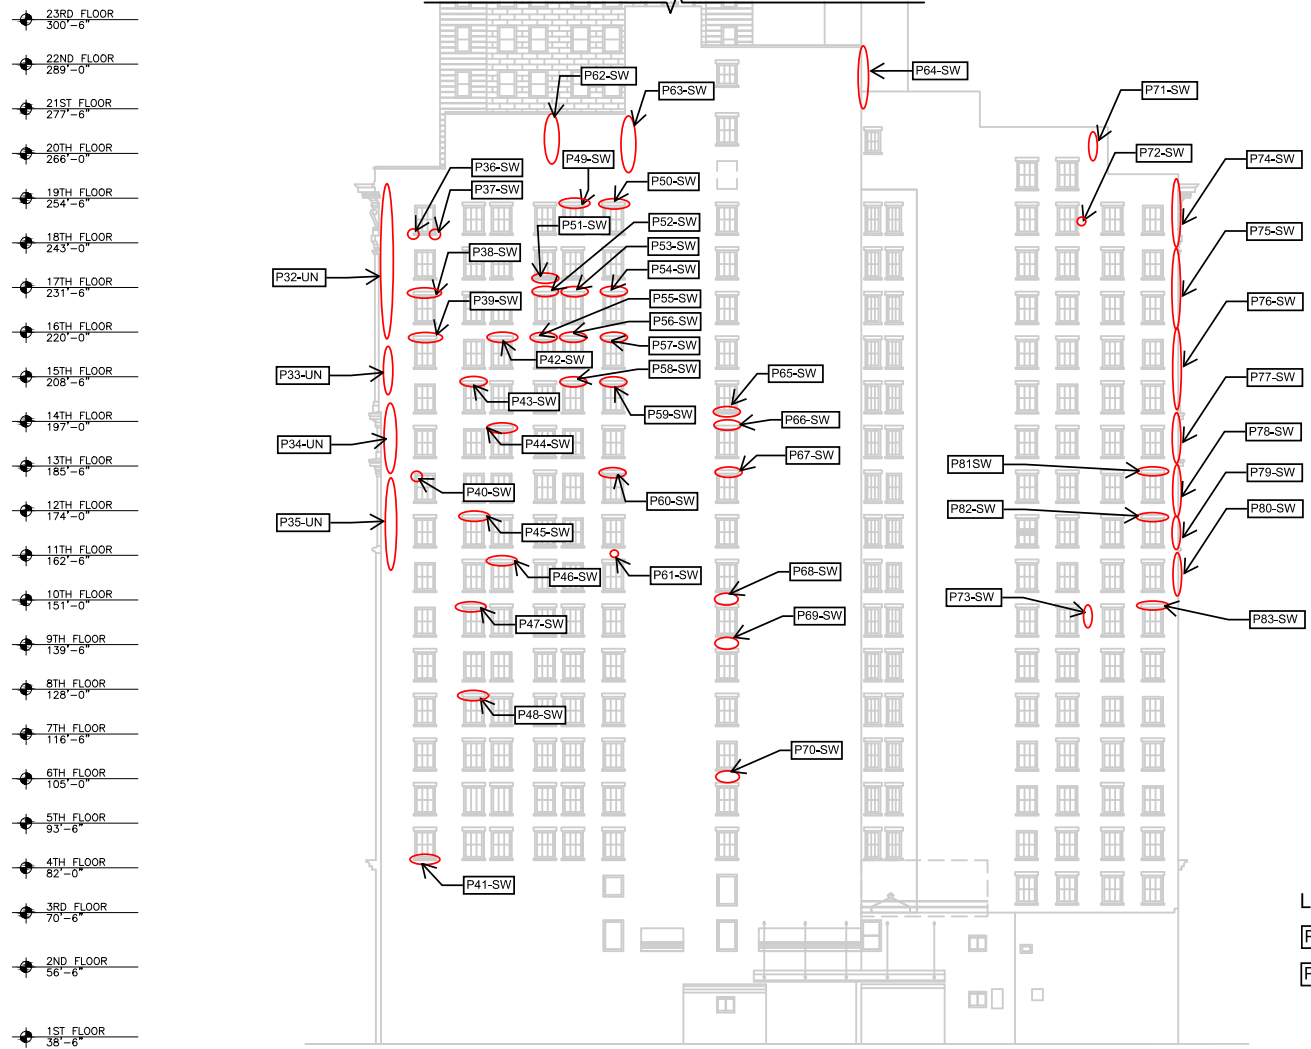 23RD FLOOR
300'-6"
22ND FLOOR
289'-0"
21ST FLOOR
277'-6"
20TH FLOOR
266'-0"
19TH FLOOR
254'-6"
18TH FLOOR
243'-0"
17TH FLOOR
231'-6"
16TH FLOOR
220'-0"
15TH FLOOR
208'-6"
14TH FLOOR
197'-0"
13TH FLOOR
185'-6"
12TH FLOOR
174'-0"
11TH FLOOR
162'-6"
10TH FLOOR
151'-0"
9TH FLOOR
139'-6"
8TH FLOOR
128'-0"
7TH FLOOR
116'-6"
6TH FLOOR
105'-0"
5TH FLOOR
93'-6"
4TH FLOOR
82'-0"
3RD FLOOR
70'-6"
2ND FLOOR
56'-6"
1ST FLOOR
38'-6"
P32-UN
P33-UN
P34-UN
P35-UN
P36-SW
P37-SW
P38-SW
P39-SW
P40-SW
P41-SW
P42-SW
P43-SW
P44-SW
P45-SW
P46-SW
P47-SW
P48-SW
P49-SW
P50-SW
P51-SW
P52-SW
P53-SW
P54-SW
P55-SW
P56-SW
P57-SW
P58-SW
P59-SW
P60-SW
P61-SW
P62-SW
P63-SW
P64-SW
P65-SW
P66-SW
P67-SW
P68-SW
P69-SW
P70-SW
P71-SW
P72-SW
P73-SW
P74-SW
P75-SW
P76-SW
P77-SW
P78-SW
P79-SW
P80-SW
P81SW
P82-SW
P83-SW